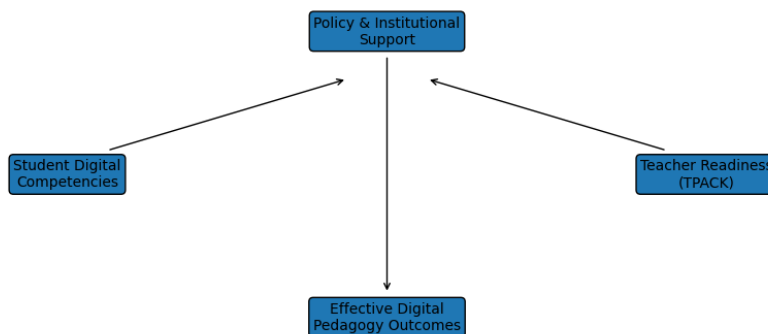 Policy & Institutional
Support
Student Digital
Competencies
Teacher Readiness
(TPACK)
Effective Digital
Pedagogy Outcomes